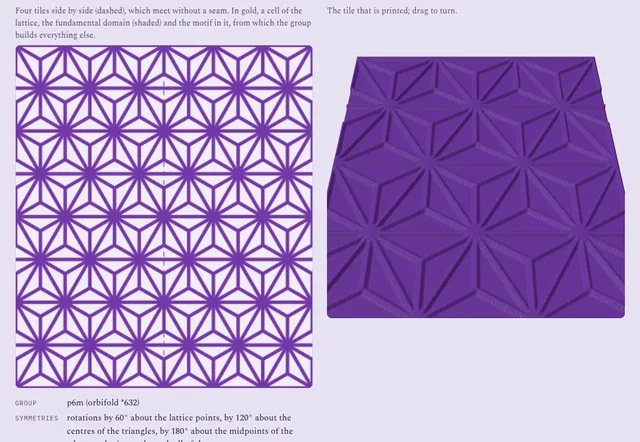 Four tiles side by side (dashed), which meet without a seam. In gold, a cell of the
lattice, the fundamental domain (shaded) and the motif in it, from which the group
builds everything else.
The tile that is printed; drag to turn.
GROUP p6m (orbifold *632)
SYMMETRIES rotations by 60° about the lattice points, by 120° about the
centres of the triangles, by 180° about the midpoints of the